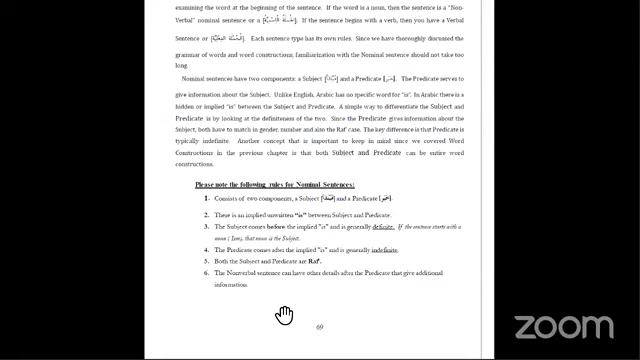 examining the word at the beginning of the sentence. If the word is a noun, then the sentence is a "Non-
Verbal" nominal sentence or a [الْجُمْلَةُ الْاِسْمِيَّةُ]. If the sentence begins with a verb, then you have a Verbal
Sentence or [الْجُمْلَةُ الْفِعْلِيَّةُ]. Each sentence type has its own rules. Since we have thoroughly discussed the
grammar of words and word constructions, familiarization with the Nominal sentence should not take too
long.
Nominal sentences have two components: a Subject [مُبْتَدَأ] and a Predicate [خَبَر]. The Predicate serves to
give information about the Subject. Unlike English, Arabic has no specific word for "is". In Arabic there is a
hidden or implied "is" between the Subject and Predicate. A simple way to differentiate the Subject and
Predicate is by looking at the definiteness of the two. Since the Predicate gives information about the
Subject, both have to match in gender, number and also the Raf' case. The key difference is that Predicate is
typically indefinite. Another concept that is important to keep in mind since we covered Word
Constructions in the previous chapter is that both Subject and Predicate can be entire word
constructions.
Please note the following rules for Nominal Sentences:
1. Consists of two components, a Subject [مُبْتَدَأ] and a Predicate [خَبَر].
2. There is an implied unwritten "is" between Subject and Predicate.
3. The Subject comes before the implied "is" and is generally definite. If the sentence starts with a
noun (Ism), that noun is the Subject.
4. The Predicate comes after the implied "is" and is generally indefinite.
5. Both the Subject and Predicate are Raf'.
6. The Nonverbal sentence can have other details after the Predicate that give additional
information.
69
zoom